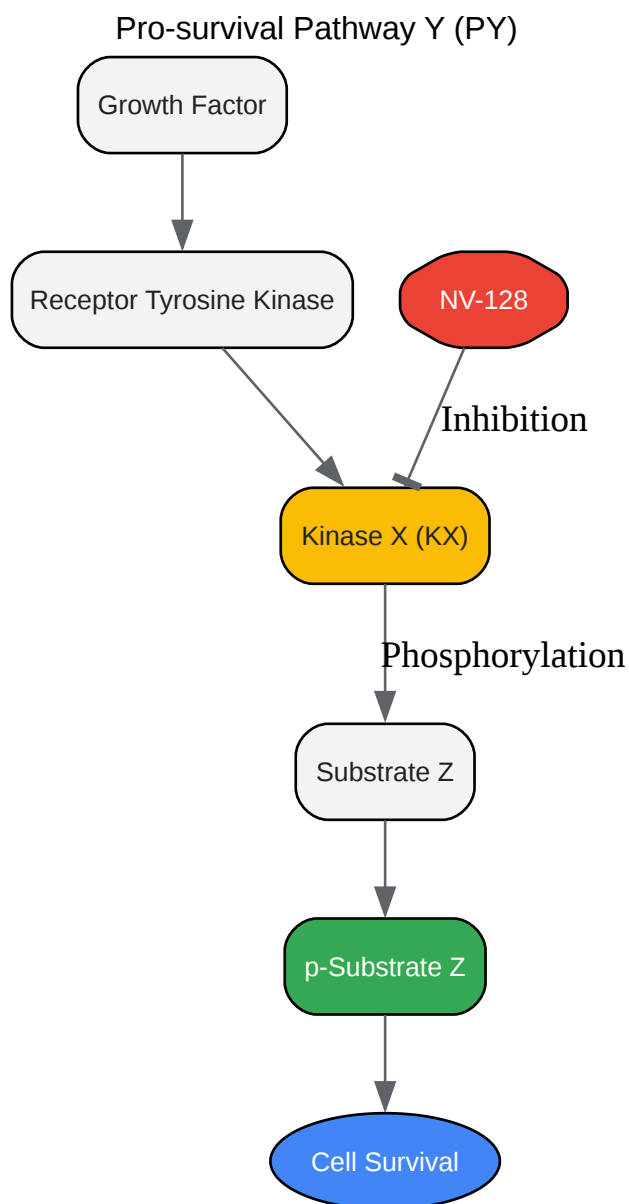 Pro-survival Pathway Y (PY)
Growth Factor
Receptor Tyrosine Kinase
NV-128
Inhibition
Kinase X (KX)
Phosphorylation
Substrate Z
p-Substrate Z
Cell Survival